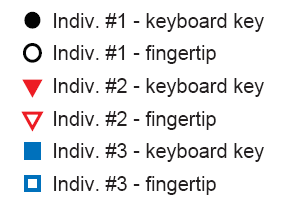 Indiv. #1 - keyboard key
Indiv. #1 - fingertip
Indiv. #2 - keyboard key
Indiv. #2 - fingertip
Indiv. #3 - keyboard key
Indiv. #3 - fingertip